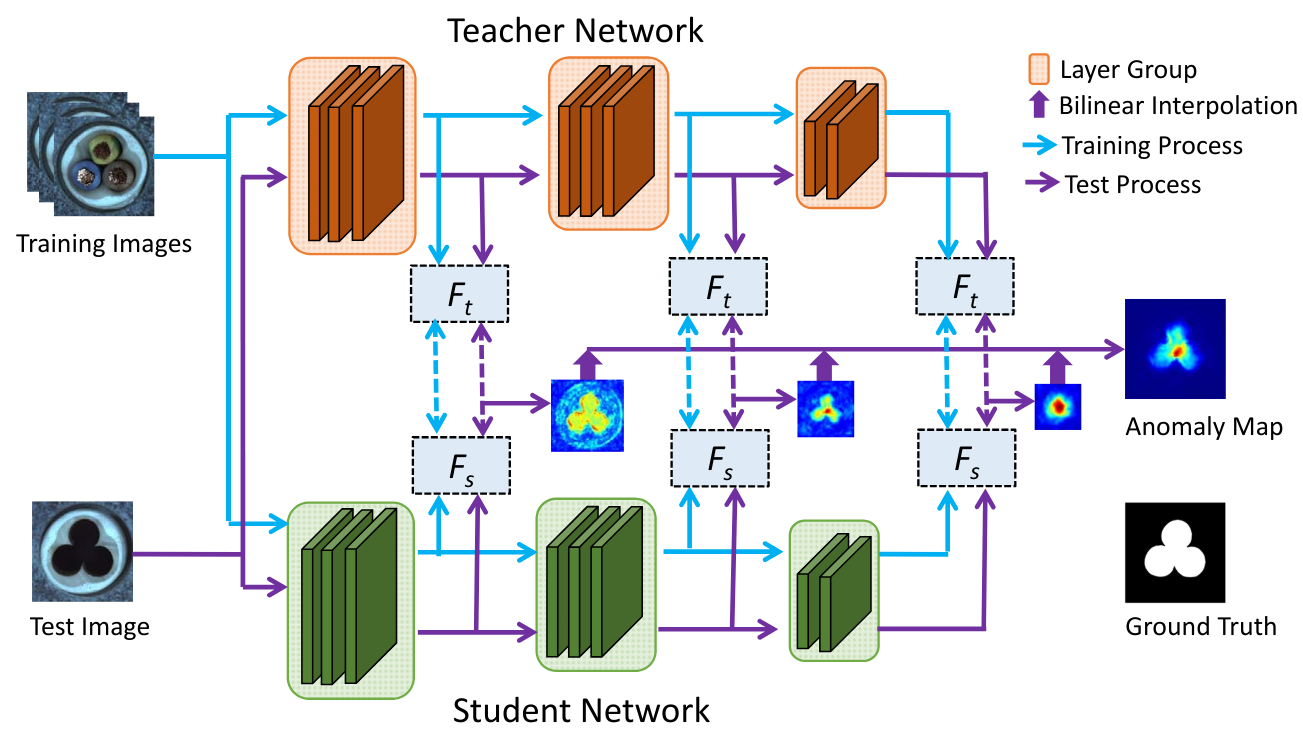 Teacher Network
Layer Group
Bilinear Interpolation
Training Process
Test Process
Training Images
F_t
F_t
F_t
Anomaly Map
F_s
F_s
F_s
Test Image
Ground Truth
Student Network